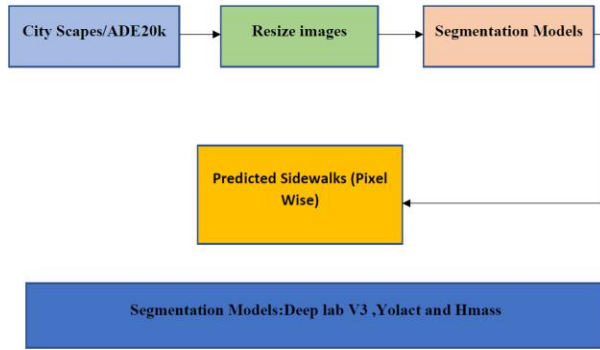 City Scapes/ADE20k
Resize images
Segmentation Models
Predicted Sidewalks (Pixel
Wise)
Segmentation Models:Deep lab V3 ,Yolact and Hmass